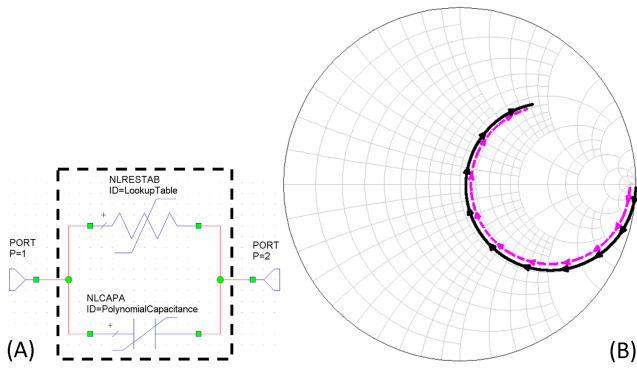 NLRESTAB
ID=LookupTable
+
PORT
P=1
PORT
P=2
NLCAPA
ID=PolynomialCapacitance
+
(A)
(B)